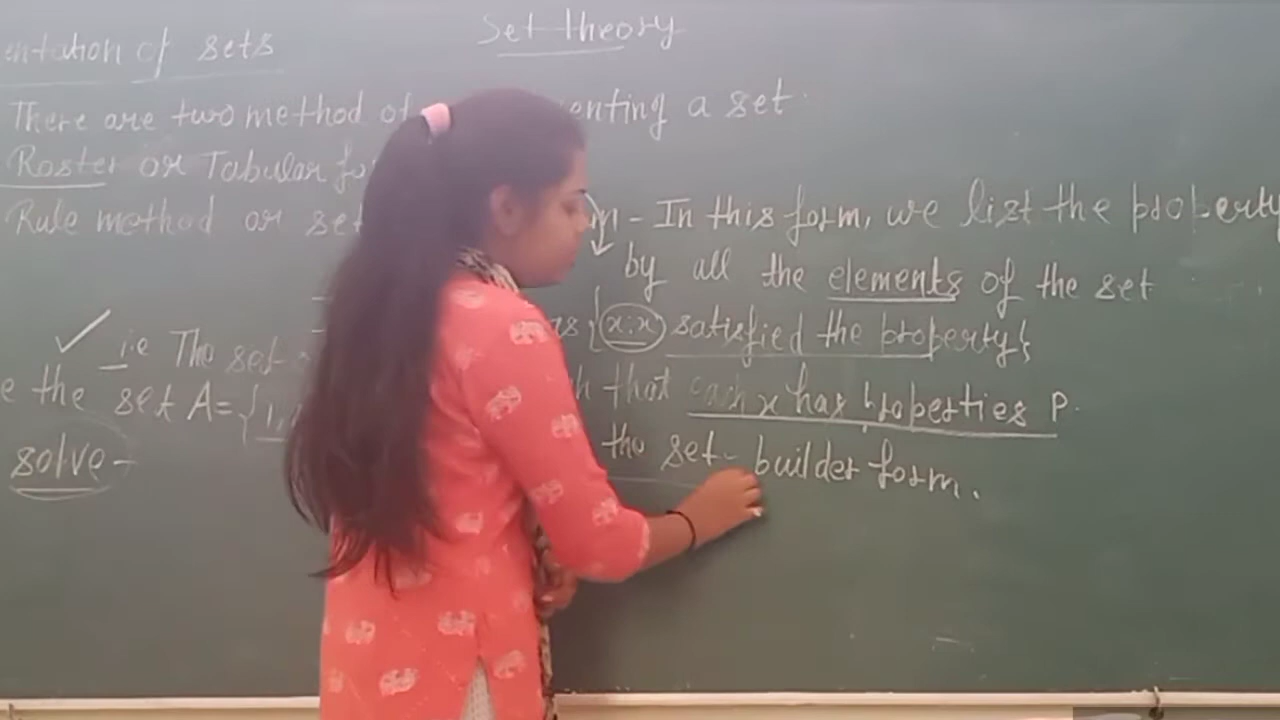 Set theory
entation of sets
There are two method of enting a set.
Roster or Tabular fo
Rule method or set m - In this form, we list the property
by all the elements of the set
✓ i.e The set as {x:x satisfied the property}
e the set A = {1, h that each x has properties P.
solve - the set-builder form.